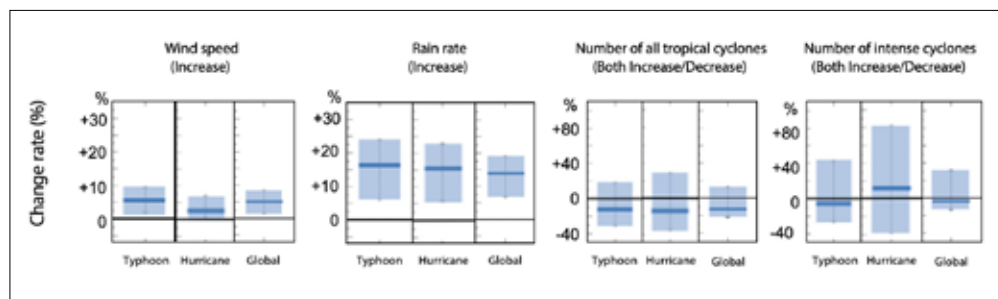 Wind speed
(Increase)
Rain rate
(Increase)
Number of all tropical cyclones
(Both Increase/Decrease)
Number of intense cyclones
(Both Increase/Decrease)
Change rate (%)
%
+30
+20
+10
0
Typhoon Hurricane Global
%
+30
+20
+10
0
Typhoon Hurricane Global
%
+80
+40
0
-40
Typhoon Hurricane Global
%
+80
+40
0
-40
Typhoon Hurricane Global